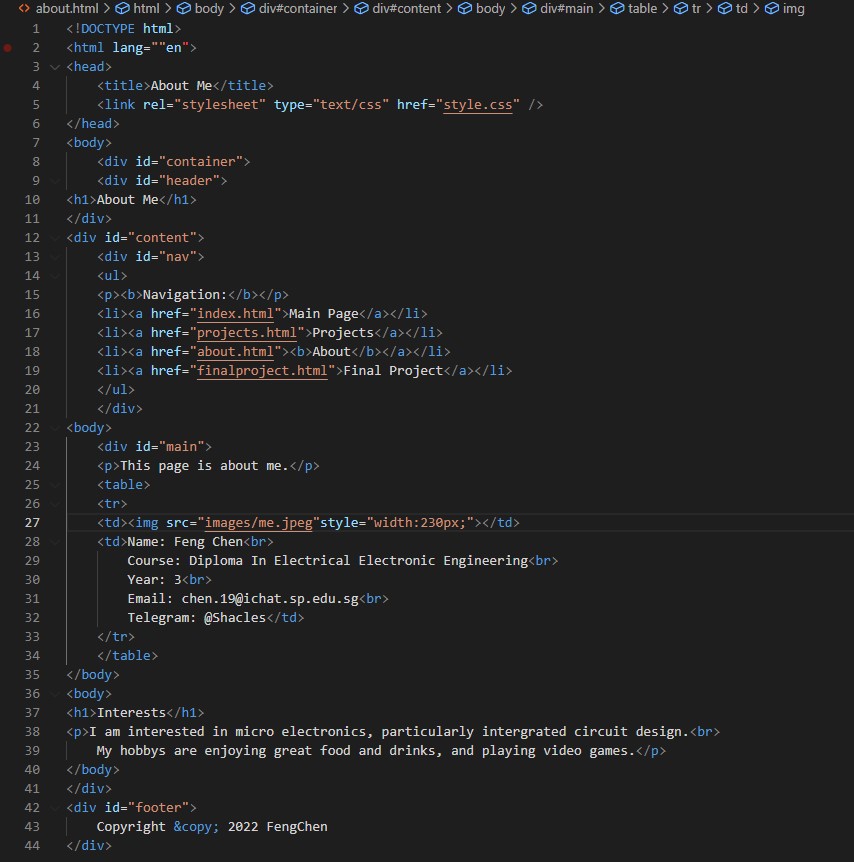 about.html > html > body > div#container > div#content > body > div#main > table > tr > td > img
1 <!DOCTYPE html>
2 <html lang=""en">
3 <head>
4 <title>About Me</title>
5 <link rel="stylesheet" type="text/css" href="style.css" />
6 </head>
7 <body>
8 <div id="container">
9 <div id="header">
10 <h1>About Me</h1>
11 </div>
12 <div id="content">
13 <div id="nav">
14 <ul>
15 <p><b>Navigation:</b></p>
16 <li><a href="index.html">Main Page</a></li>
17 <li><a href="projects.html">Projects</a></li>
18 <li><a href="about.html"><b>About</b></a></li>
19 <li><a href="finalproject.html">Final Project</a></li>
20 </ul>
21 </div>
22 <body>
23 <div id="main">
24 <p>This page is about me.</p>
25 <table>
26 <tr>
27 <td><img src="images/me.jpeg"style="width:230px;"></td>
28 <td>Name: Feng Chen<br>
29 Course: Diploma In Electrical Electronic Engineering<br>
30 Year: 3<br>
31 Email: chen.19@ichat.sp.edu.sg<br>
32 Telegram: @Shacles</td>
33 </tr>
34 </table>
35 </body>
36 <body>
37 <h1>Interests</h1>
38 <p>I am interested in micro electronics, particularly intergrated circuit design.<br>
39 My hobbys are enjoying great food and drinks, and playing video games.</p>
40 </body>
41 </div>
42 <div id="footer">
43 Copyright &copy; 2022 FengChen
44 </div>